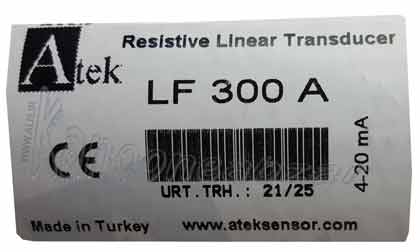 Resistive Linear Transducer
Atek
LF 300 A
CE
4-20 mA
URT.TRH.: 21/25
Made in Turkey www.ateksensor.com